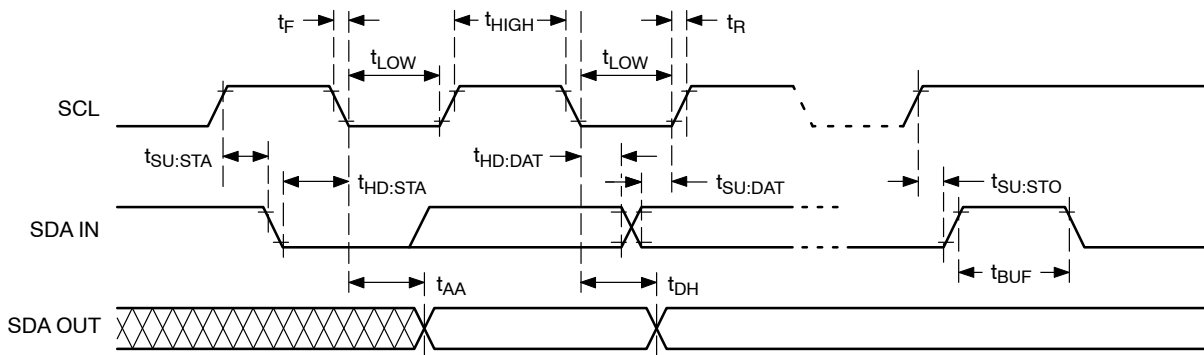 tF
tHIGH
tR
tLOW
tLOW
SCL
tSU:STA
tHD:STA
tHD:DAT
tSU:DAT
tSU:STO
SDA IN
tAA
tDH
tBUF
SDA OUT